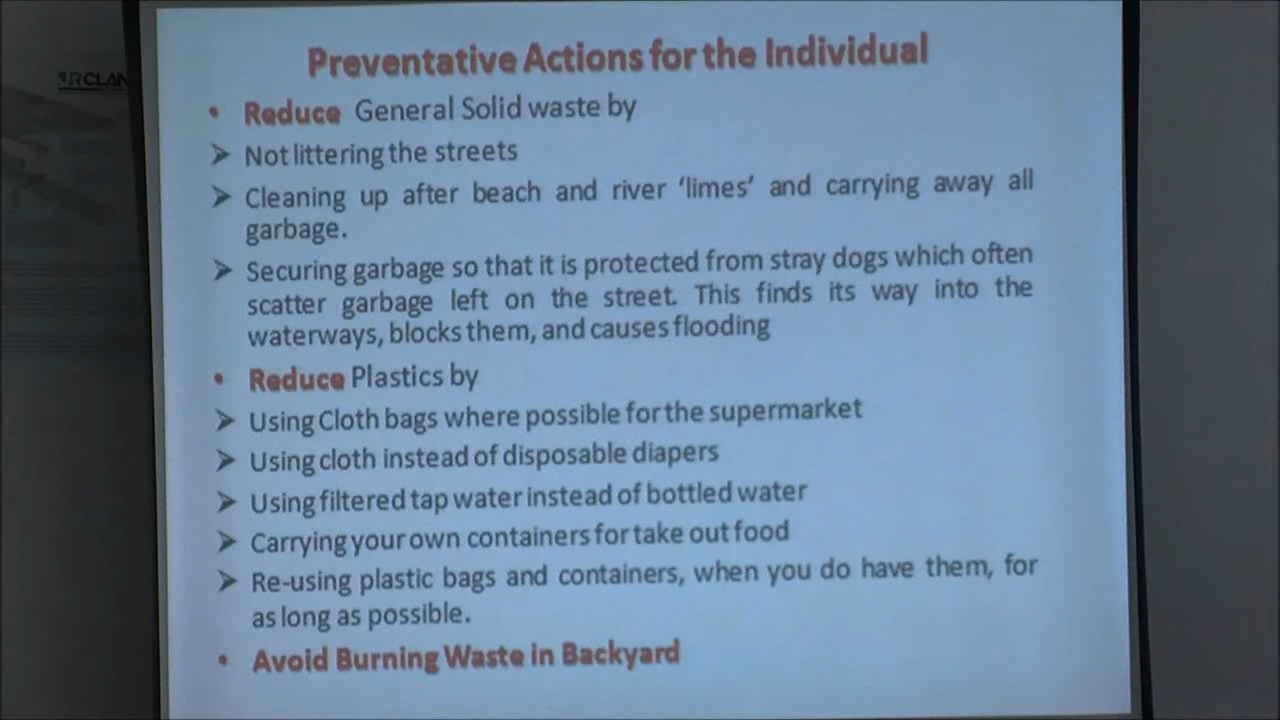 Preventative Actions for the Individual
• Reduce General Solid waste by
➢ Not littering the streets
➢ Cleaning up after beach and river ‘limes’ and carrying away all
garbage.
➢ Securing garbage so that it is protected from stray dogs which often
scatter garbage left on the street. This finds its way into the
waterways, blocks them, and causes flooding
• Reduce Plastics by
➢ Using Cloth bags where possible for the supermarket
➢ Using cloth instead of disposable diapers
➢ Using filtered tap water instead of bottled water
➢ Carrying your own containers for take out food
➢ Re-using plastic bags and containers, when you do have them, for
as long as possible.
• Avoid Burning Waste in Backyard